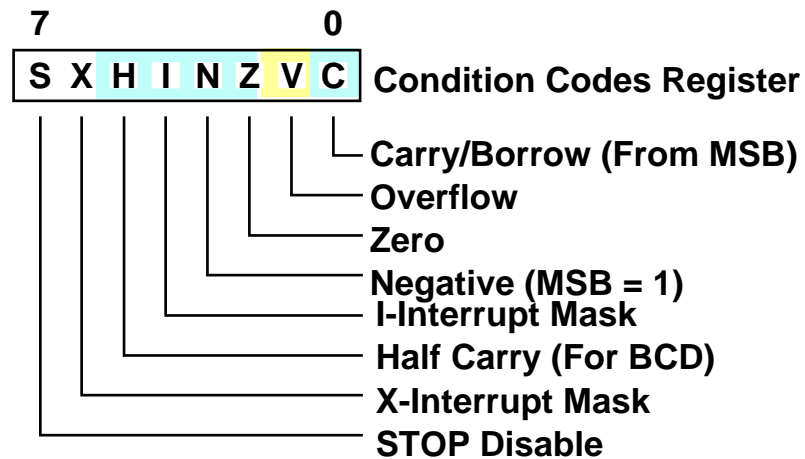 7 0
S X H I N Z V C Condition Codes Register
Carry/Borrow (From MSB)
Overflow
Zero
Negative (MSB = 1)
I-Interrupt Mask
Half Carry (For BCD)
X-Interrupt Mask
STOP Disable